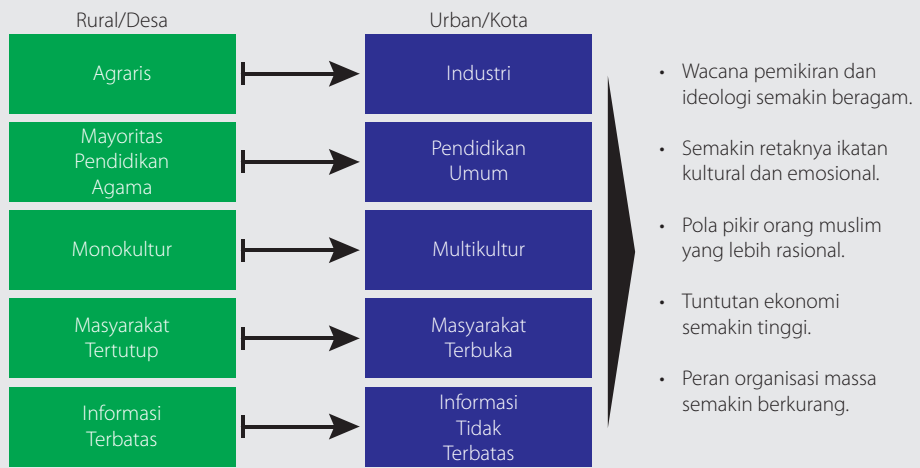 Rural/Desa
Urban/Kota
Agraris
Industri
Mayoritas
Pendidikan
Agama
Pendidikan
Umum
Monokultur
Multikultur
Masyarakat
Tertutup
Masyarakat
Terbuka
Informasi
Terbatas
Informasi
Tidak
Terbatas
• Wacana pemikiran dan
ideologi semakin beragam.
• Semakin retaknya ikatan
kultural dan emosional.
• Pola pikir orang muslim
yang lebih rasional.
• Tuntutan ekonomi
semakin tinggi.
• Peran organisasi massa
semakin berkurang.